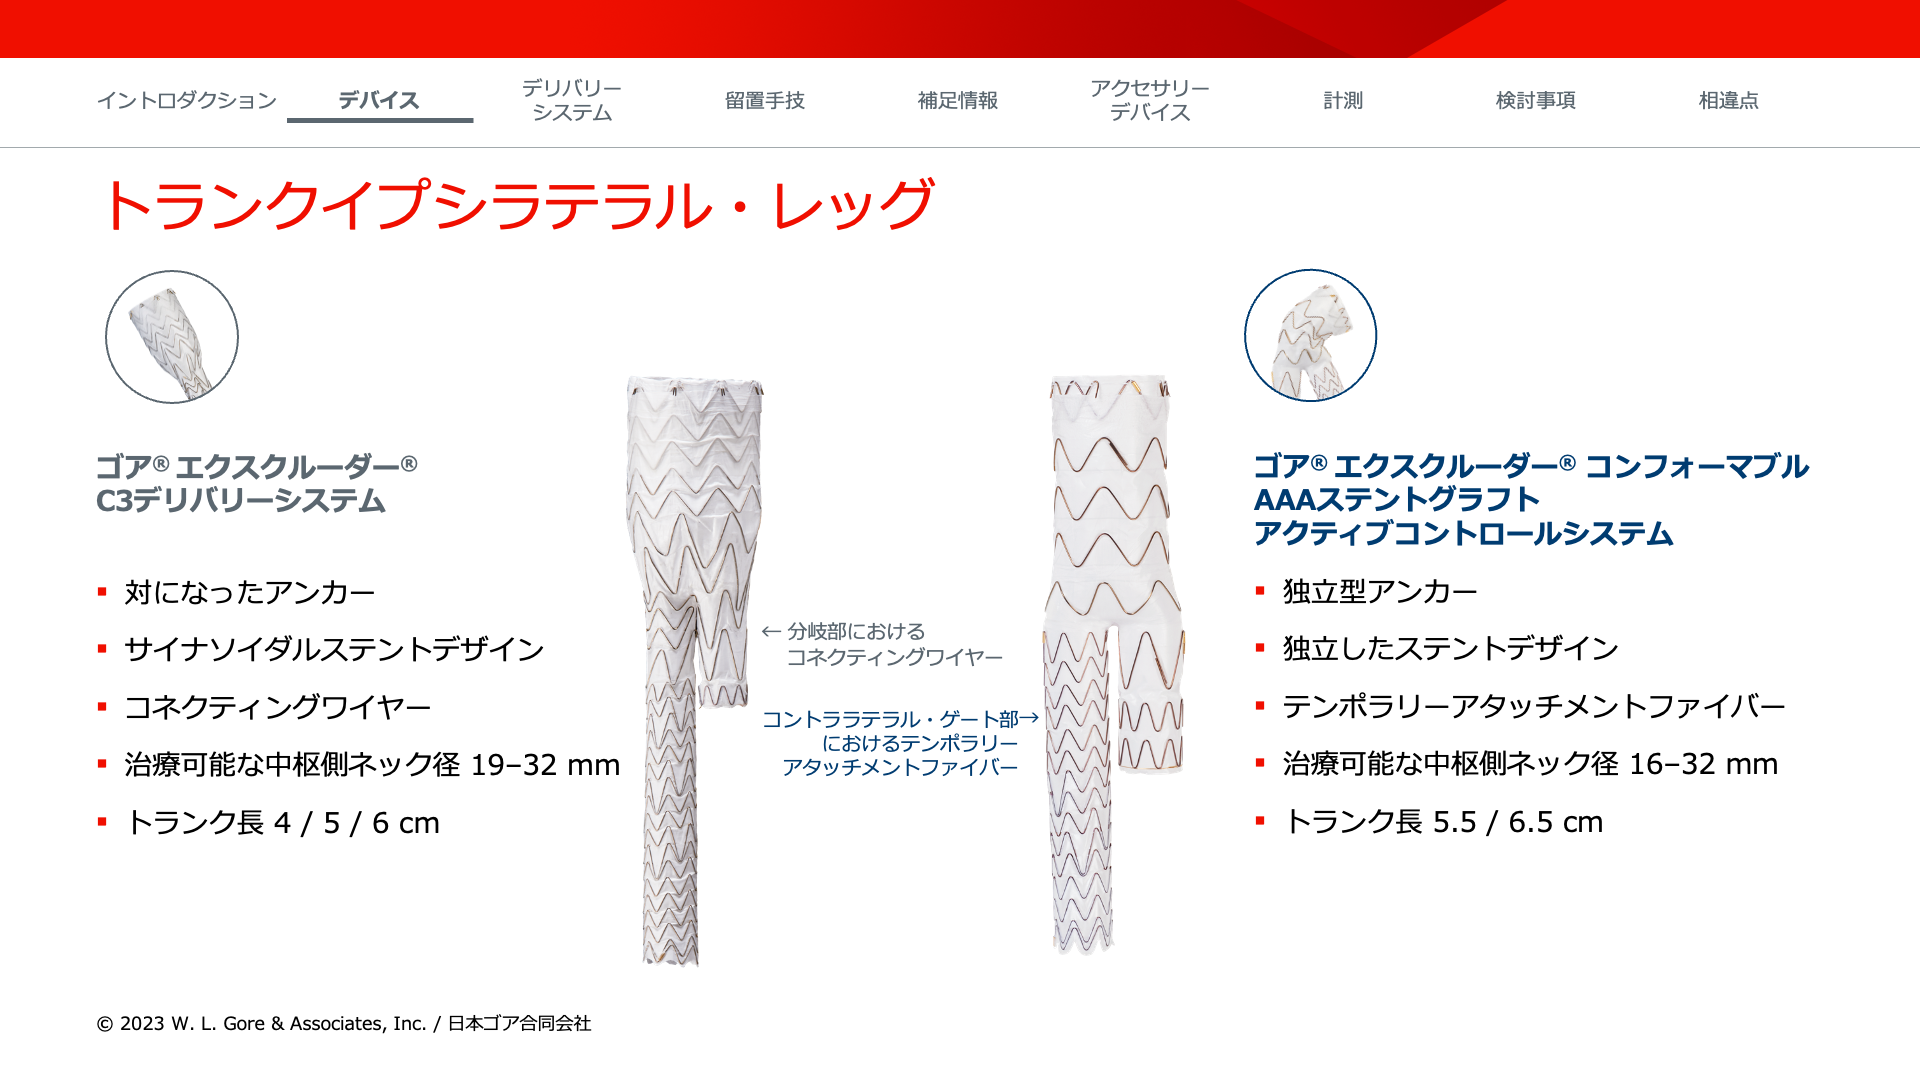 イントロダクション
デバイス
デリバリー
システム
留置手技
補足情報
アクセサリー
デバイス
計測
検討事項
相違点
トランクイプシラテラル・レッグ
ゴア® エクスクルーダー®
C3デリバリーシステム
▪ 対になったアンカー
▪ サイナソイダルステントデザイン
▪ コネクティングワイヤー
▪ 治療可能な中枢側ネック径 19–32 mm
▪ トランク長 4 / 5 / 6 cm
← 分岐部における
コネクティングワイヤー
コントララテラル・ゲート部→
におけるテンポラリー
アタッチメントファイバー
ゴア® エクスクルーダー® コンフォーマブル
AAAステントグラフト
アクティブコントロールシステム
▪ 独立型アンカー
▪ 独立したステントデザイン
▪ テンポラリーアタッチメントファイバー
▪ 治療可能な中枢側ネック径 16–32 mm
▪ トランク長 5.5 / 6.5 cm
© 2023 W. L. Gore & Associates, Inc. / 日本ゴア合同会社